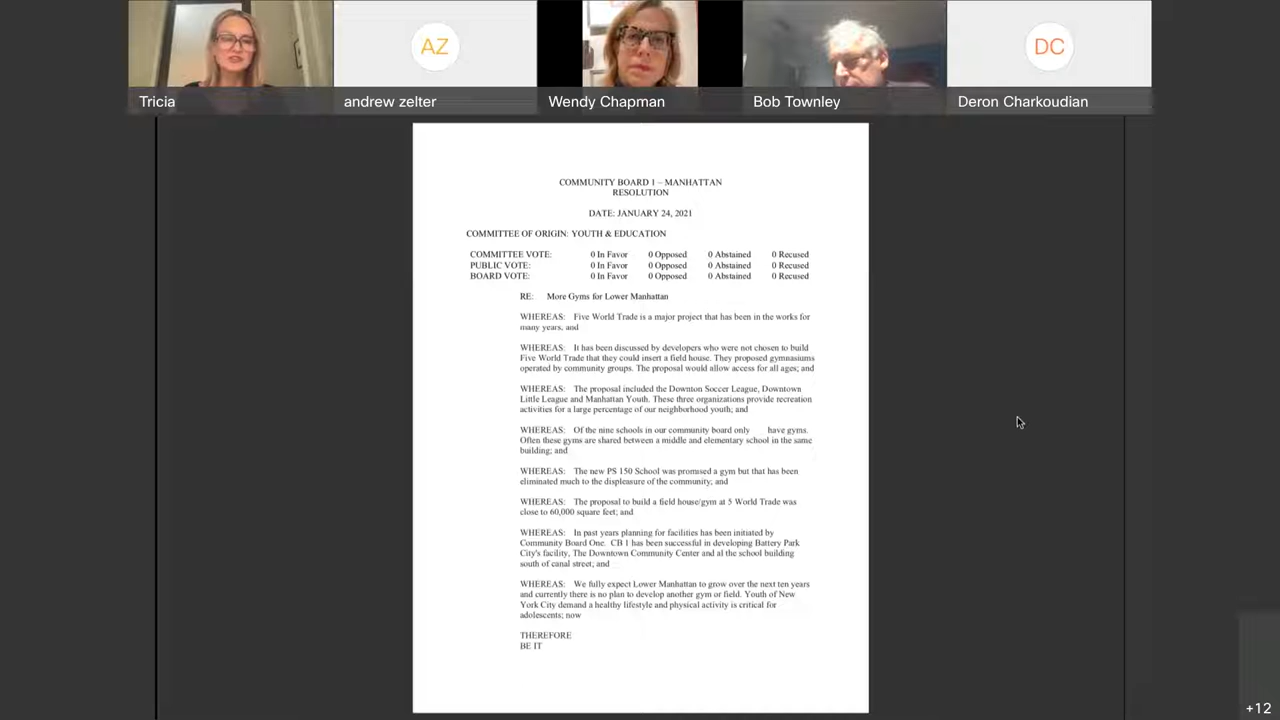 AZ
DC
Tricia
andrew zelter
Wendy Chapman
Bob Townley
Deron Charkoudian
COMMUNITY BOARD 1 – MANHATTAN
RESOLUTION
DATE: JANUARY 24, 2021
COMMITTEE OF ORIGIN: YOUTH & EDUCATION
COMMITTEE VOTE: 0 In Favor 0 Opposed 0 Abstained 0 Recused
PUBLIC VOTE: 0 In Favor 0 Opposed 0 Abstained 0 Recused
BOARD VOTE: 0 In Favor 0 Opposed 0 Abstained 0 Recused
RE: More Gyms for Lower Manhattan
WHEREAS: Five World Trade is a major project that has been in the works for
many years, and
WHEREAS: It has been discussed by developers who were not chosen to build
Five World Trade that they could insert a field house. They proposed gymnasiums
operated by community groups. The proposal would allow access for all ages; and
WHEREAS: The proposal included the Downton Soccer League, Downtown
Little League and Manhattan Youth. These three organizations provide recreation
activities for a large percentage of our neighborhood youth; and
WHEREAS: Of the nine schools in our community board only have gyms.
Often these gyms are shared between a middle and elementary school in the same
building; and
WHEREAS: The new PS 150 School was promised a gym but that has been
eliminated much to the displeasure of the community; and
WHEREAS: The proposal to build a field house/gym at 5 World Trade was
close to 60,000 square feet; and
WHEREAS: In past years planning for facilities has been initiated by
Community Board One. CB 1 has been successful in developing Battery Park
City's facility, The Downtown Community Center and al the school building
south of canal street; and
WHEREAS: We fully expect Lower Manhattan to grow over the next ten years
and currently there is no plan to develop another gym or field. Youth of New
York City demand a healthy lifestyle and physical activity is critical for
adolescents; now
THEREFORE
BE IT
+12